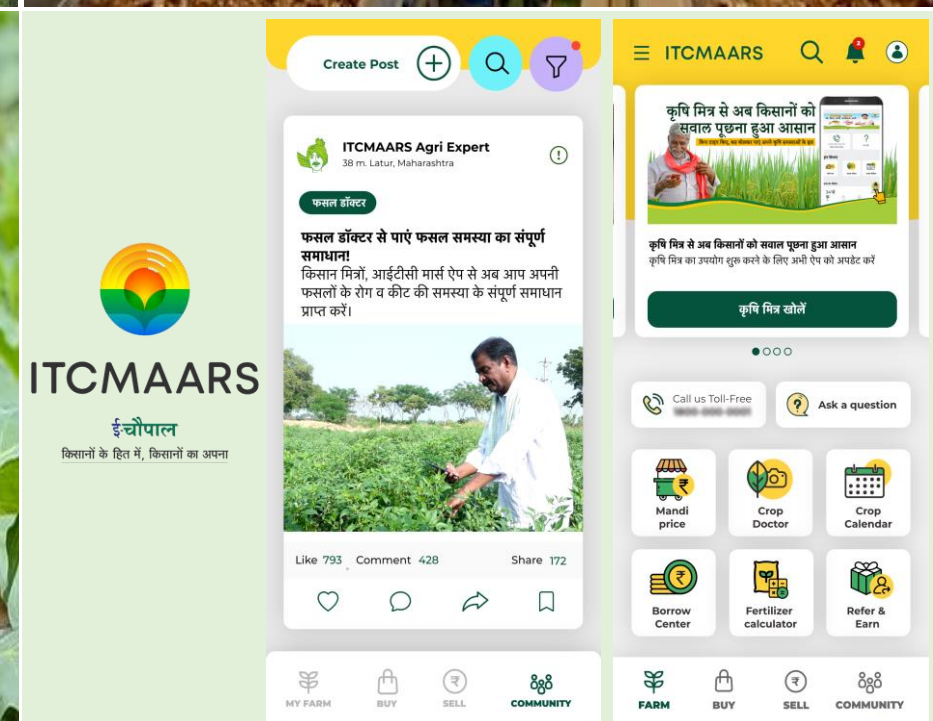 ITCMAARS
ई-चौपाल
किसानों के हित में, किसानों का अपना
Create Post
ITCMAARS Agri Expert
38 m. Latur, Maharashtra
फसल डॉक्टर
फसल डॉक्टर से पाएं फसल समस्या का संपूर्ण
समाधान!
किसान मित्रों, आईटीसी मार्स ऐप से अब आप अपनी
फसलों के रोग व कीट की समस्या के संपूर्ण समाधान
प्राप्त करें।
Like 793 Comment 428 Share 172
MY FARM BUY SELL COMMUNITY
ITCMAARS
2
कृषि मित्र से अब किसानों को
सवाल पूछना हुआ आसान
कृषि मित्र से अब किसानों को सवाल पूछना हुआ आसान
कृषि मित्र का उपयोग शुरू करने के लिए अभी ऐप को अपडेट करें
कृषि मित्र खोलें
Call us Toll-Free
Ask a question
Mandi price
Crop Doctor
Crop Calendar
Borrow Center
Fertilizer calculator
Refer & Earn
FARM BUY SELL COMMUNITY